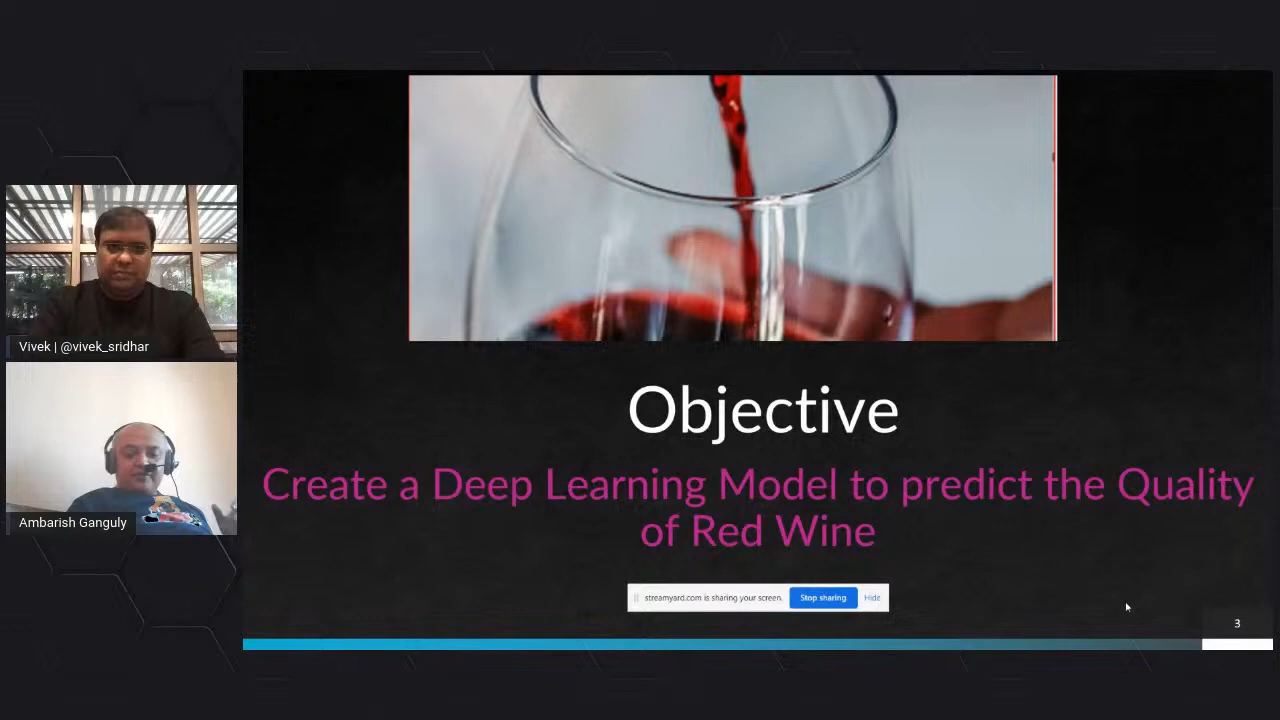 Vivek | @vivek_sridhar
Ambarish Ganguly
Objective
Create a Deep Learning Model to predict the Quality
of Red Wine
streamyard.com is sharing your screen. Stop sharing Hide
3